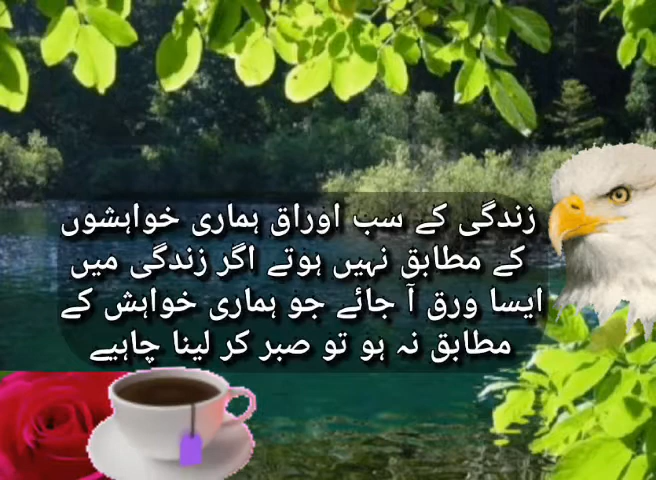 زندگی کے سب اوراق ہماری خواہشوں
کے مطابق نہیں ہوتے اگر زندگی میں
ایسا ورق آ جائے جو ہماری خواہش کے
مطابق نہ ہو تو صبر کر لینا چاہیے